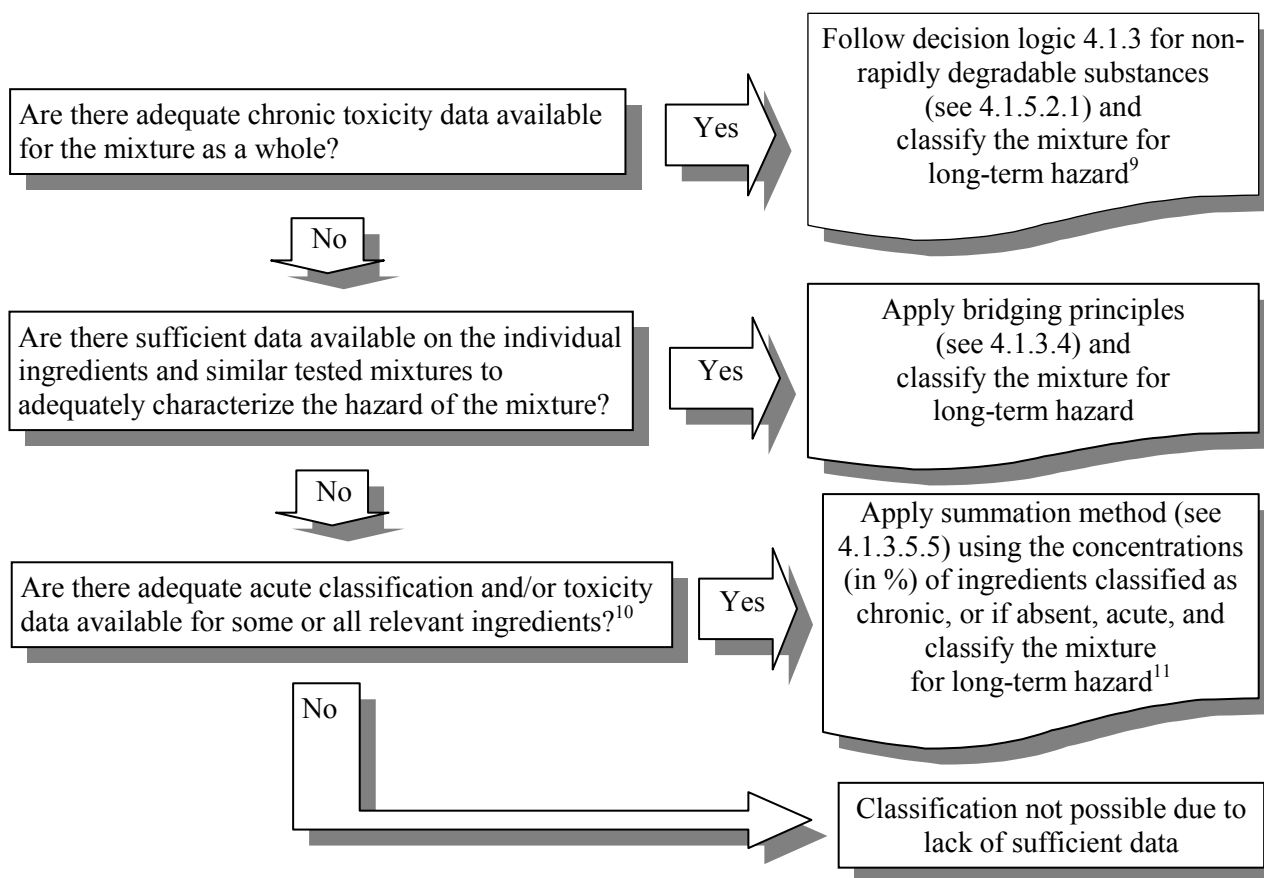 Are there adequate chronic toxicity data available
for the mixture as a whole?
Yes
Follow decision logic 4.1.3 for non-
rapidly degradable substances
(see 4.1.5.2.1) and
classify the mixture for
long-term hazard9
No
Are there sufficient data available on the individual
ingredients and similar tested mixtures to
adequately characterize the hazard of the mixture?
Yes
Apply bridging principles
(see 4.1.3.4) and
classify the mixture for
long-term hazard
No
Are there adequate acute classification and/or toxicity
data available for some or all relevant ingredients?10
Yes
Apply summation method (see
4.1.3.5.5) using the concentrations
(in %) of ingredients classified as
chronic, or if absent, acute, and
classify the mixture
for long-term hazard11
No
Classification not possible due to
lack of sufficient data